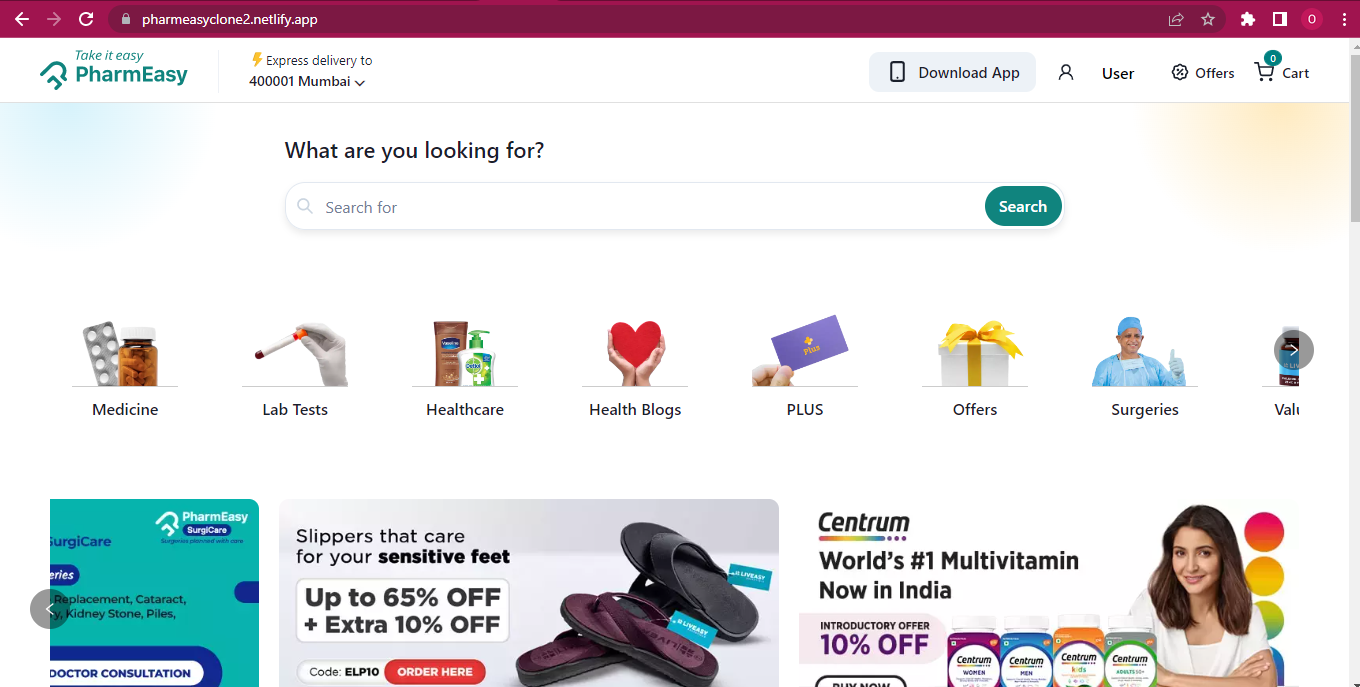 pharmeasyclone2.netlify.app
O
Take it easy
PharmEasy
Express delivery to
400001 Mumbai
Download App
User
Offers
0
Cart
What are you looking for?
Search for
Search
Medicine
Lab Tests
Healthcare
Health Blogs
Plus
PLUS
Offers
Surgeries
Valu
Vaseline
Dettol
PharmEasy
SurgiCare
Surgeries planned with care
SurgiCare
eries
Replacement, Cataract,
y, Kidney Stone, Piles,
DOCTOR CONSULTATION
Slippers that care
for your sensitive feet
Up to 65% OFF
+ Extra 10% OFF
Code: ELP10
ORDER HERE
LIVEASY
LIVEASY
Centrum
World's #1 Multivitamin
Now in India
INTRODUCTORY OFFER
10% OFF
BUY NOW
Centrum
WOMEN
Centrum
MEN
Centrum
kids
Centrum
ADULTS 50+